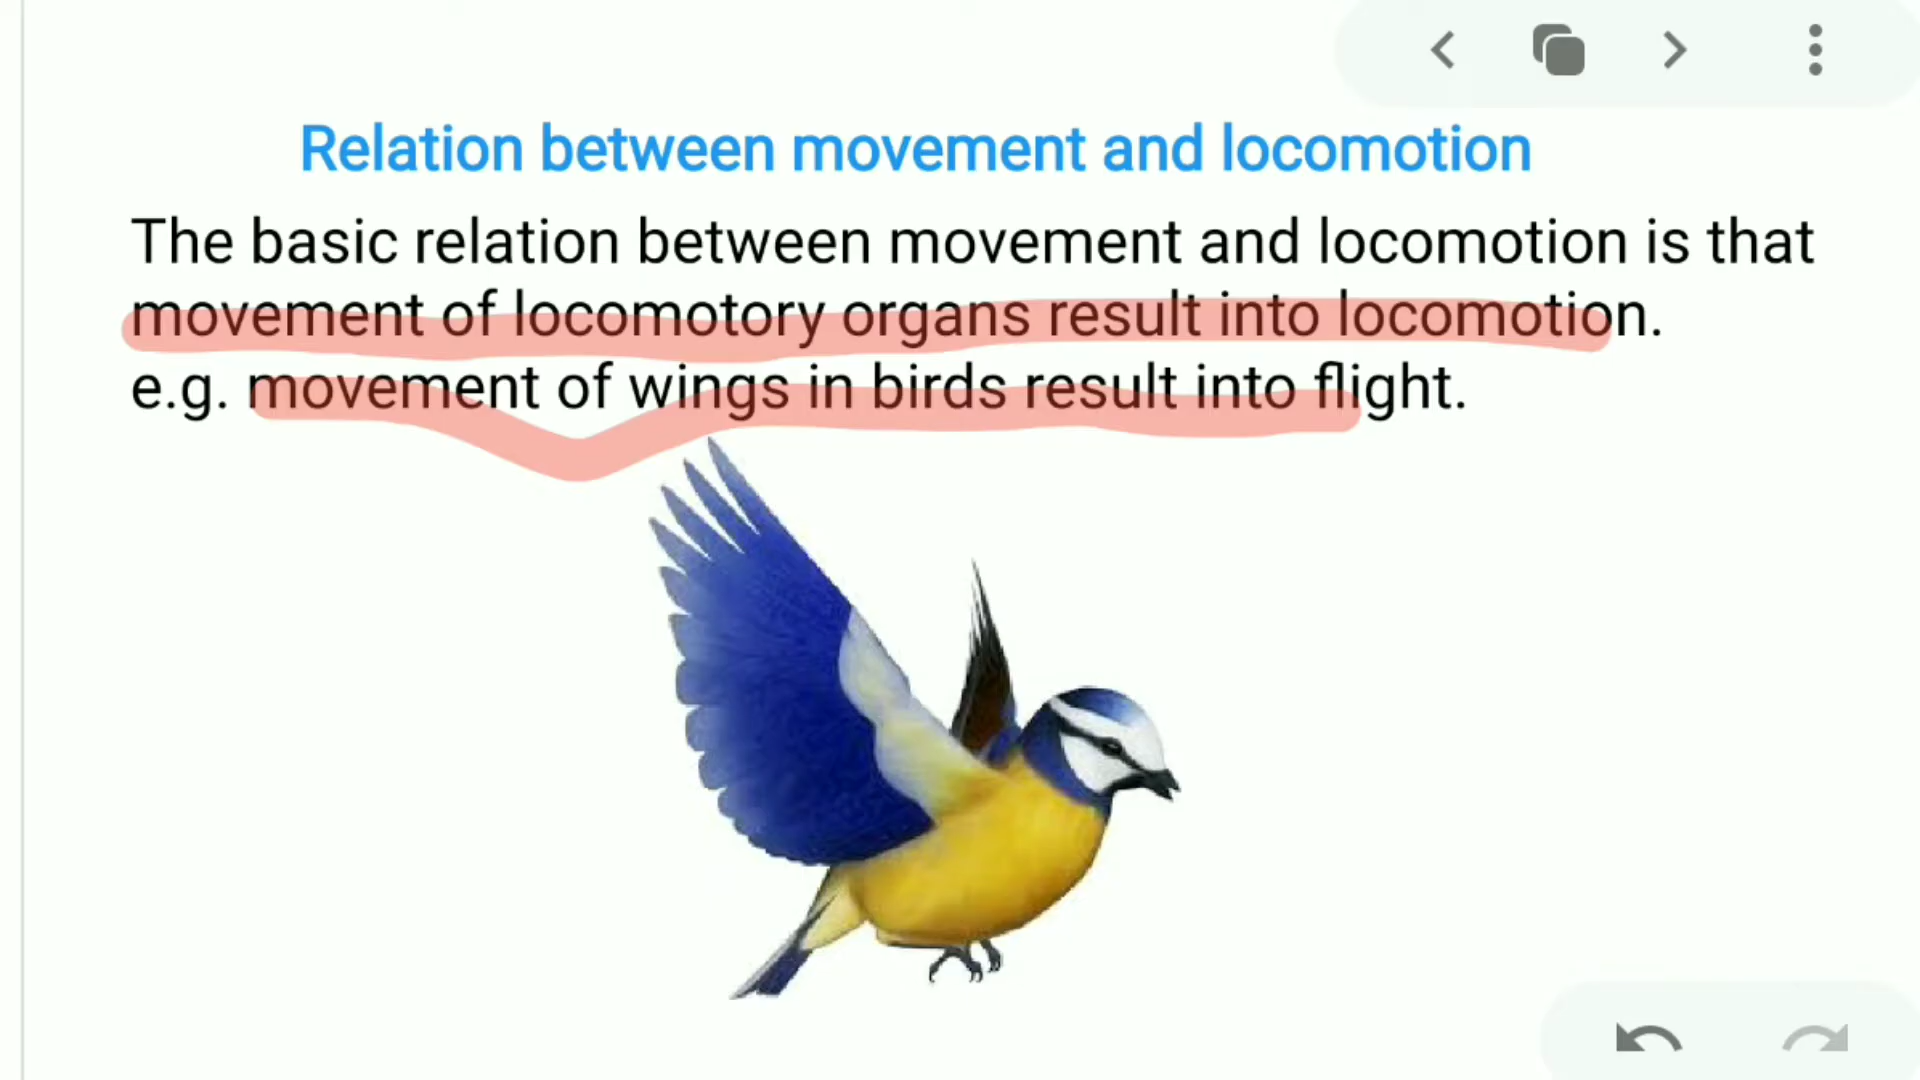 Relation between movement and locomotion
The basic relation between movement and locomotion is that
movement of locomotory organs result into locomotion.
e.g. movement of wings in birds result into flight.